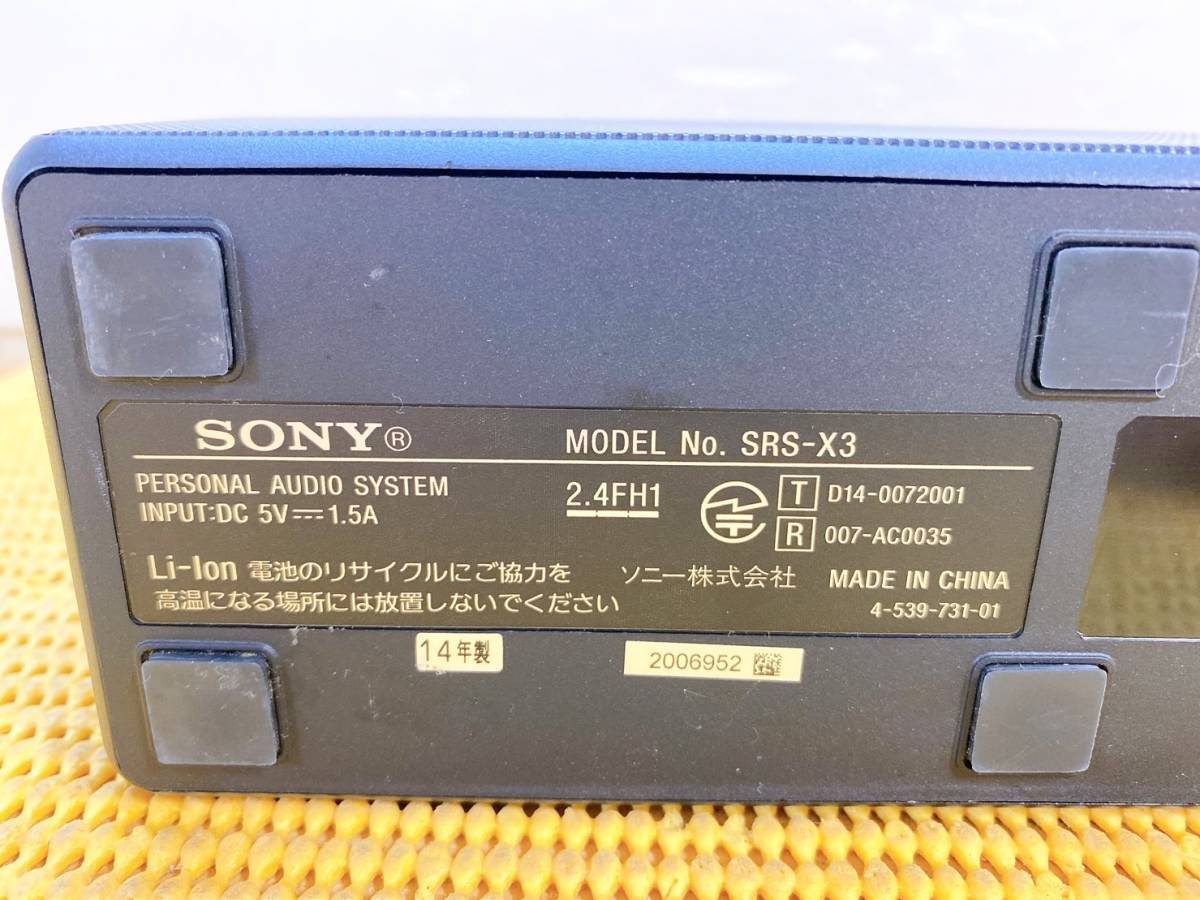 SONY®
MODEL No. SRS-X3
PERSONAL AUDIO SYSTEM
INPUT:DC 5V⎓1.5A
2.4FH1
T D14-0072001
R 007-AC0035
Li-Ion 電池のリサイクルにご協力を
高温になる場所には放置しないでください
ソニー株式会社
MADE IN CHINA
4-539-731-01
14年製
2006952